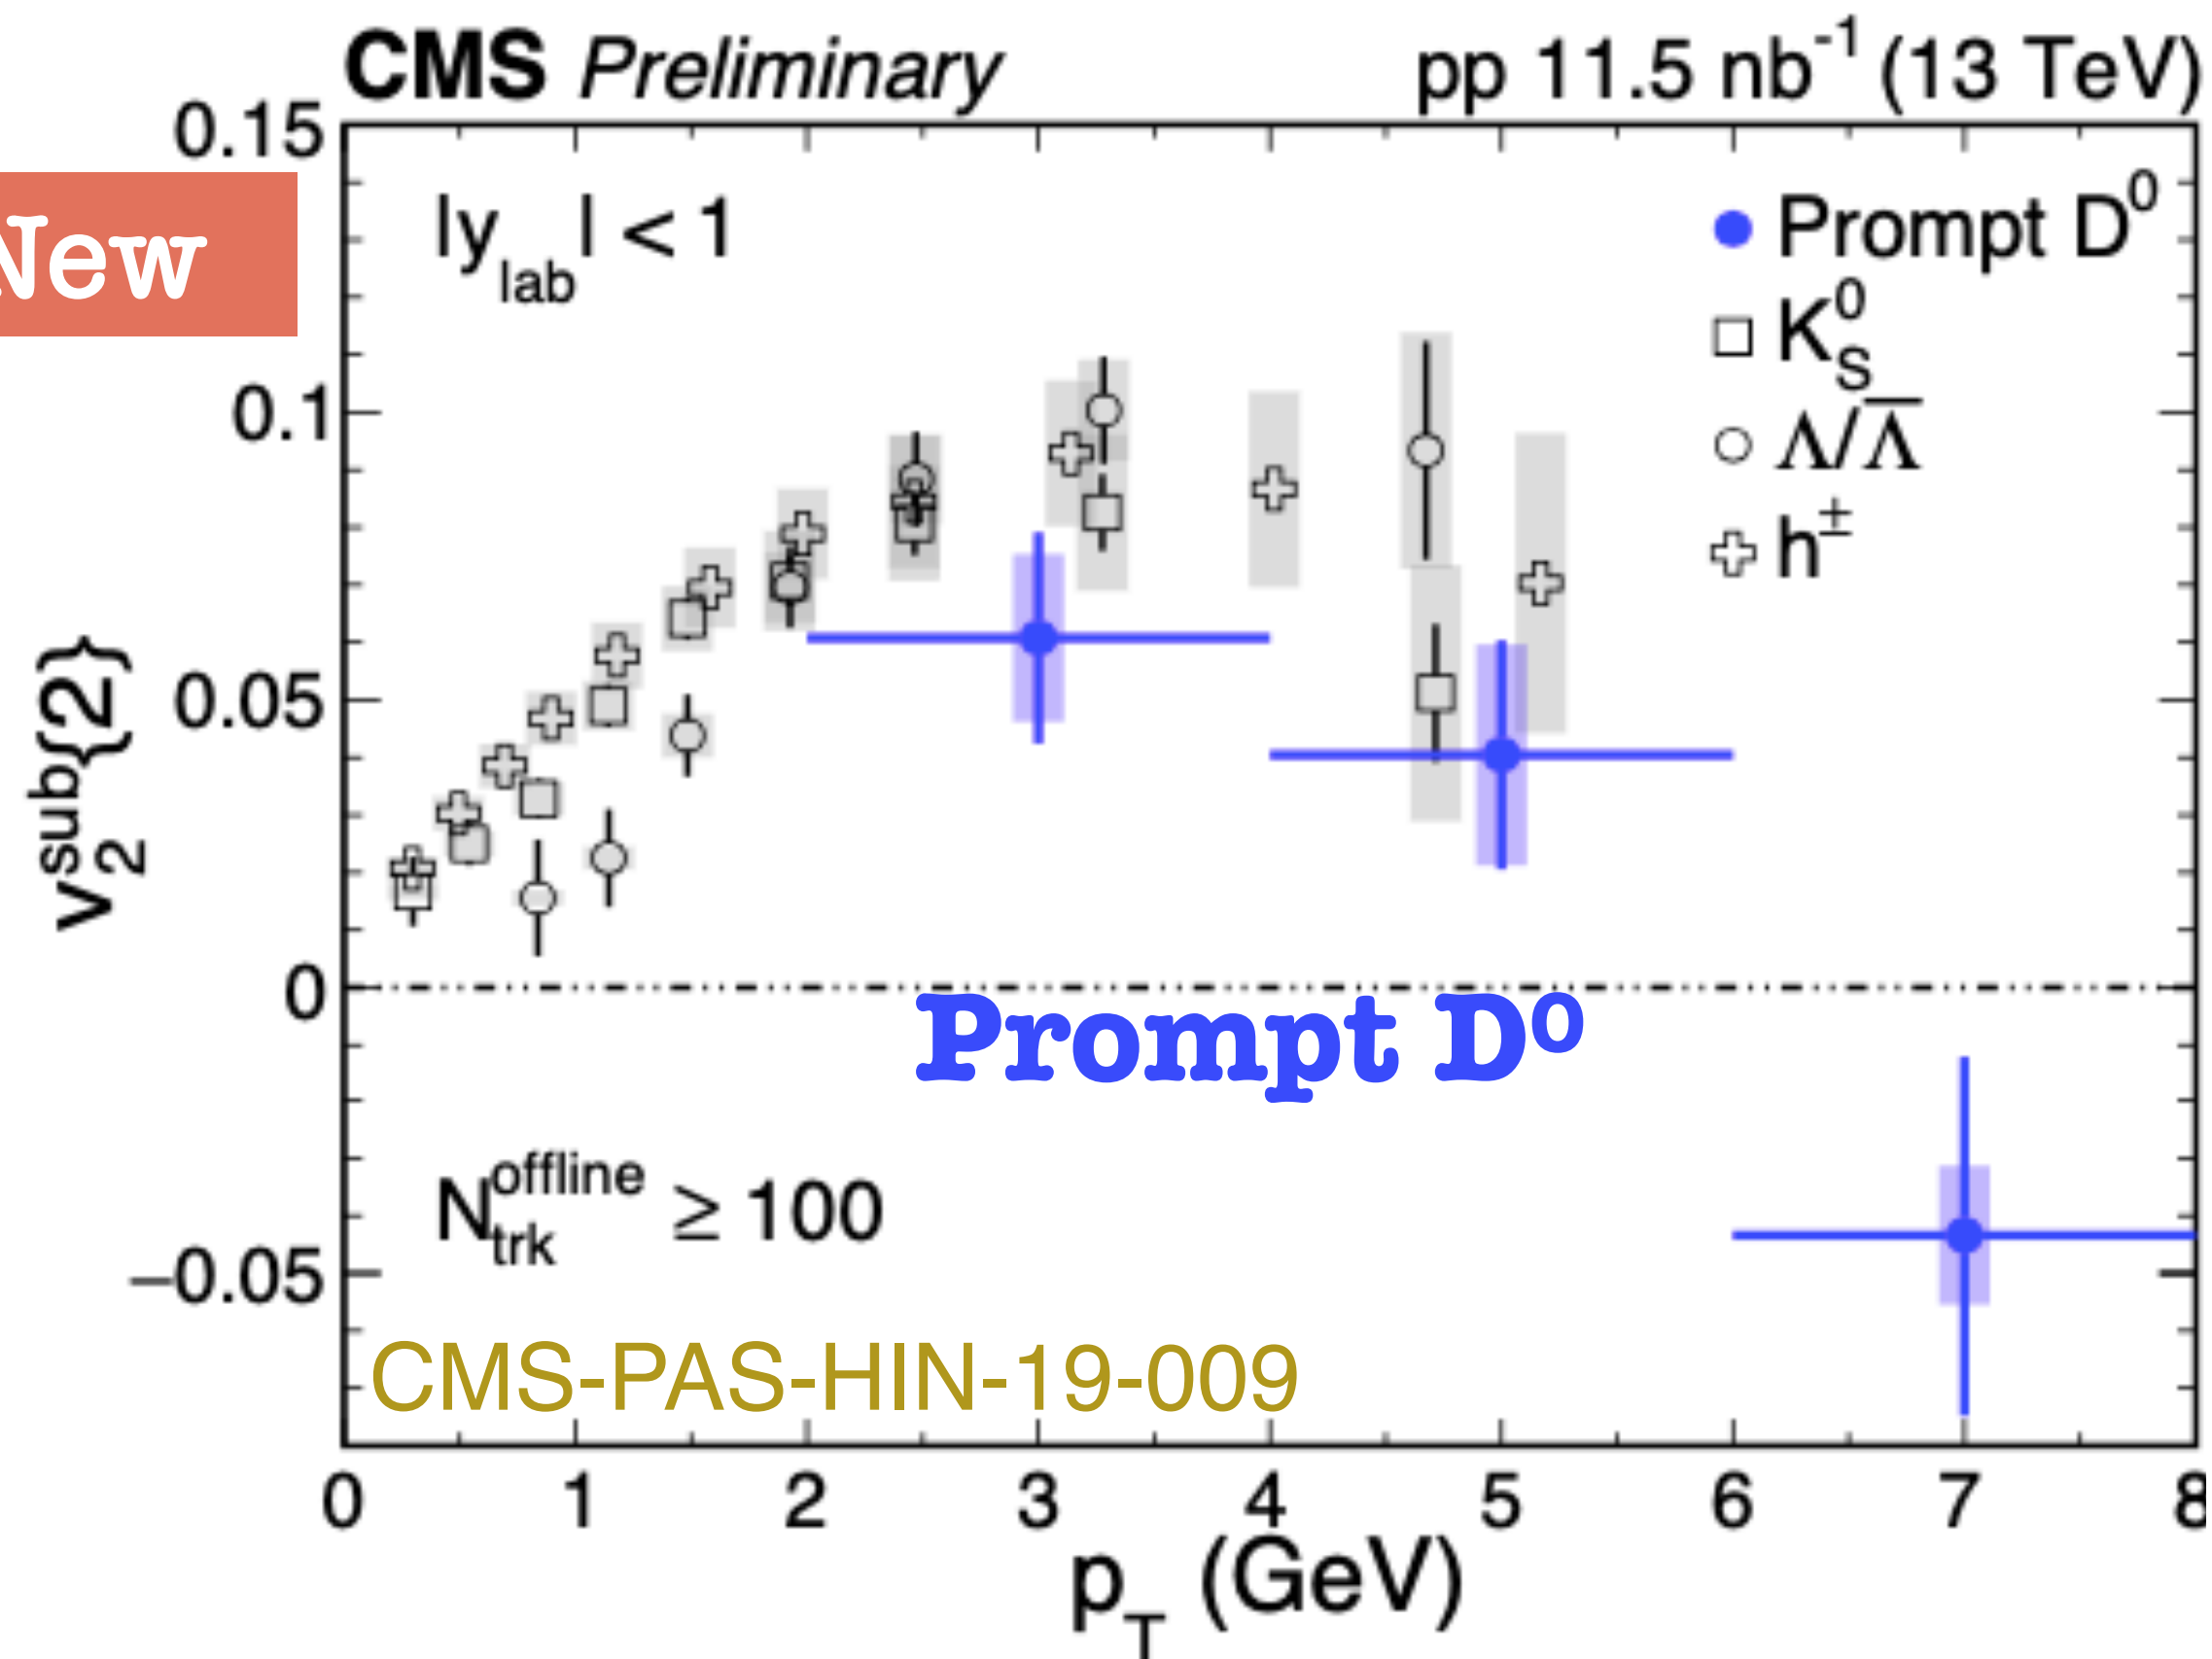 CMS Preliminary
pp 11.5 nb⁻¹ (13 TeV)
0.15
New
|y_lab| < 1
Prompt D⁰
K_S⁰
Λ/Λ̅
h±
0.1
0.05
0
−0.05
v₂^sub{2}
Prompt D⁰
N_trk^offline ≥ 100
CMS-PAS-HIN-19-009
0 1 2 3 4 5 6 7 8
p_T (GeV)